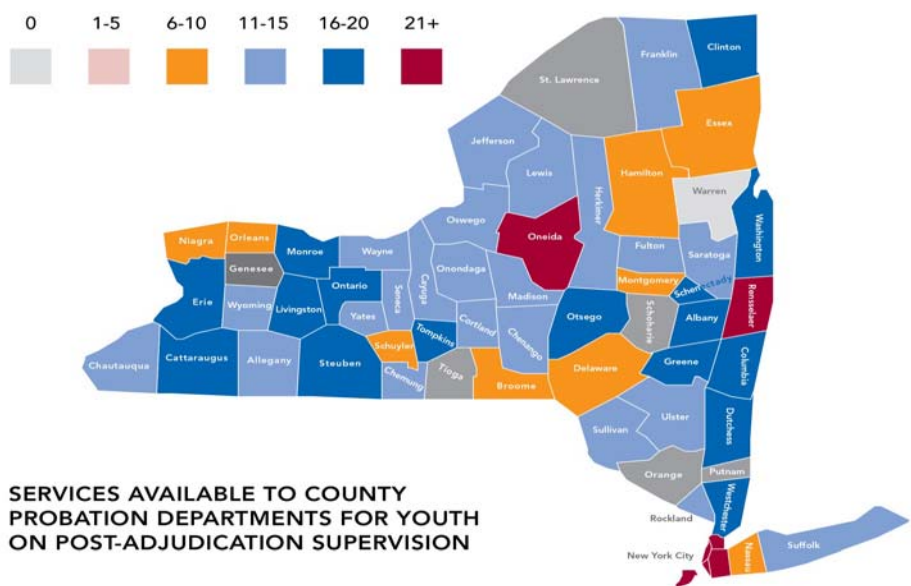 0 1-5 6-10 11-15 16-20 21+
Clinton
Franklin
St. Lawrence
Essex
Jefferson
Lewis
Hamilton
Warren
Herkimer
Washington
Oswego
Oneida
Niagra
Orleans
Monroe
Wayne
Fulton
Saratoga
Genesee
Onondaga
Cayuga
Seneca
Ontario
Madison
Montgomery
Schenectady
Rensselaer
Erie
Wyoming
Livingston
Yates
Cortland
Chenango
Otsego
Schoharie
Albany
Tompkins
Schuyler
Chautauqua
Cattaraugus
Allegany
Steuben
Chemung
Tioga
Broome
Delaware
Greene
Columbia
Sullivan
Ulster
Dutchess
Orange
Putnam
Westchester
Rockland
New York City
Nassau
Suffolk
SERVICES AVAILABLE TO COUNTY
PROBATION DEPARTMENTS FOR YOUTH
ON POST-ADJUDICATION SUPERVISION